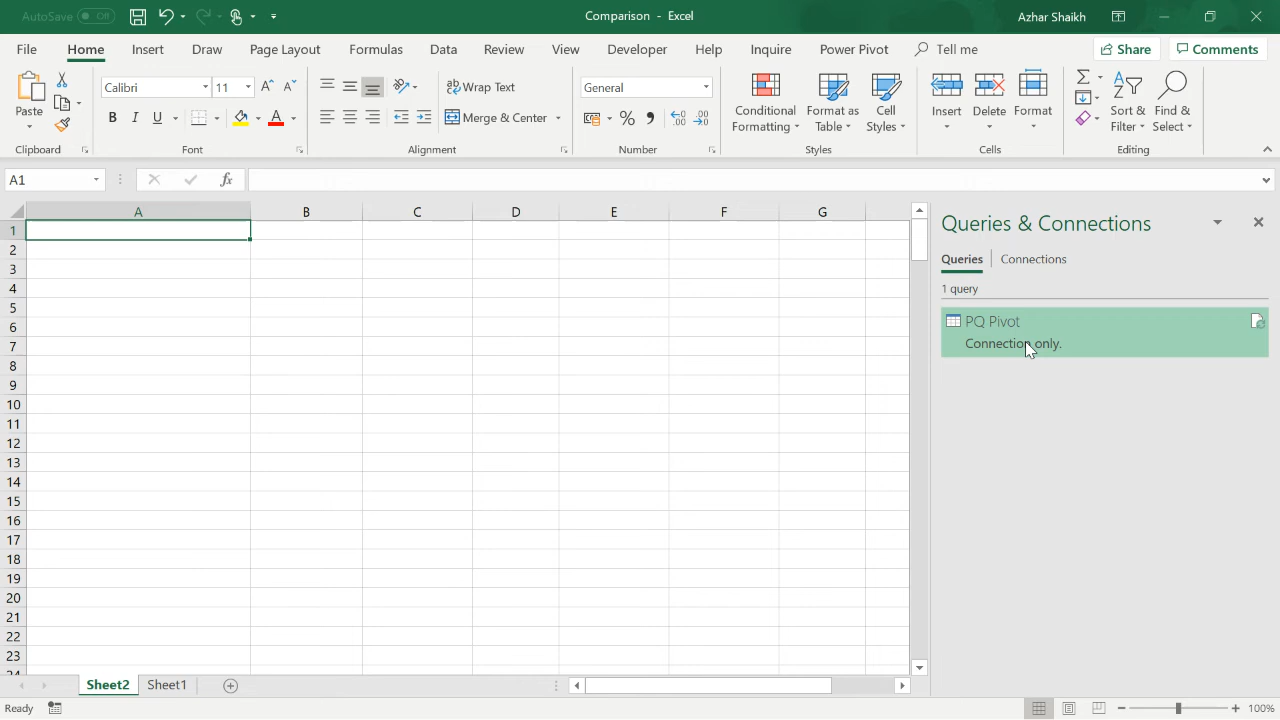 AutoSave Off
Comparison - Excel
Azhar Shaikh
File Home Insert Draw Page Layout Formulas Data Review View Developer Help Inquire Power Pivot Tell me Share Comments
Paste
Calibri 11
B I U A
ab Wrap Text
Merge & Center
General
% ,
Conditional Formatting
Format as Table
Cell Styles
Insert
Delete
Format
Sort & Filter
Find & Select
Clipboard Font Alignment Number Styles Cells Editing
A1 fx
A B C D E F G
1
2
3
4
5
6
7
8
9
10
11
12
13
14
15
16
17
18
19
20
21
22
23
Queries & Connections
Queries Connections
1 query
PQ Pivot
Connection only.
Sheet2 Sheet1
Ready
100%